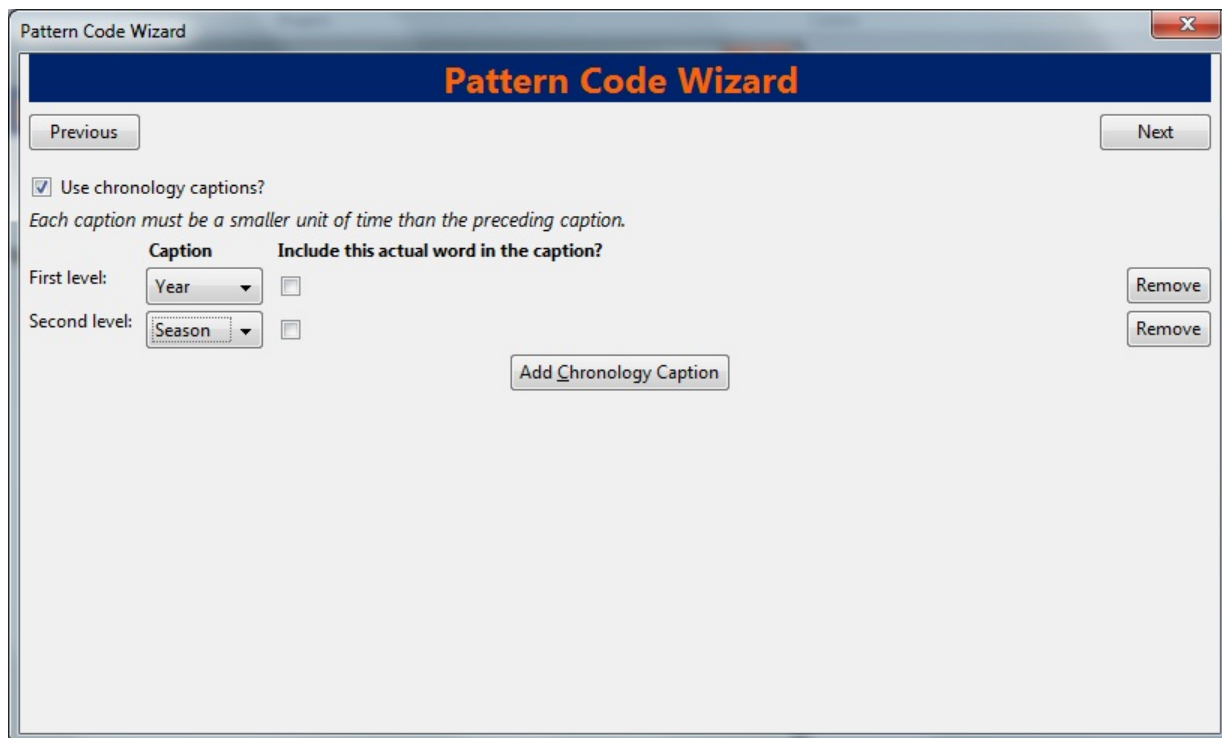 Pattern Code Wizard
Pattern Code Wizard
Previous
Next
Use chronology captions?
Each caption must be a smaller unit of time than the preceding caption.
Caption Include this actual word in the caption?
First level: Year Remove
Second level: Season Remove
Add Chronology Caption